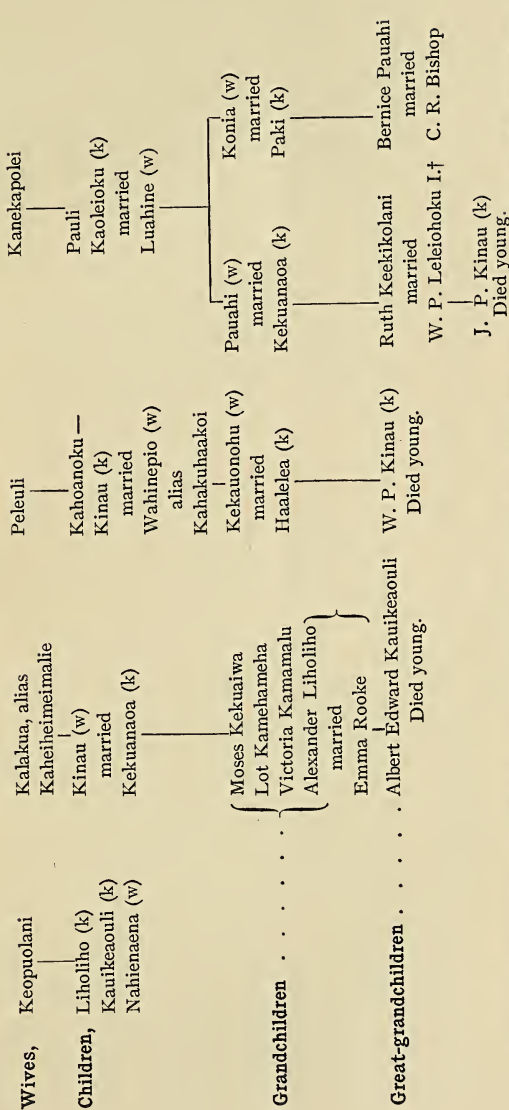 Wives,
Keopuolani
Kalakua, alias
Kaheiheimeimalie
Peleuli
Kanekapolei
Children,
Liholiho (k)
Kauikeaouli (k)
Nahienaena (w)
Kinau (w)
married
Kekuanaoa (k)
Kahoanoku—
Kinau (k)
married
Wahinepio (w)
alias
Kahakuhaakoi
Kekauonohu (w)
married
Haalelea (k)
Pauli
Kaoleioku (k)
married
Luahine (w)
Grandchildren . . . . . . .
Moses Kekuaiwa
Lot Kamehameha
Victoria Kamamalu
Alexander Liholiho
married
Emma Rooke
Pauahi (w)
married
Kekuanaoa (k)
Konia (w)
married
Paki (k)
Great-grandchildren . . . . .
Albert Edward Kauikeaouli
Died young.
W. P. Kinau (k)
Died young.
Ruth Keekikolani
married
W. P. Leleiohoku I.†
J. P. Kinau (k)
Died young.
Bernice Pauahi
married
C. R. Bishop